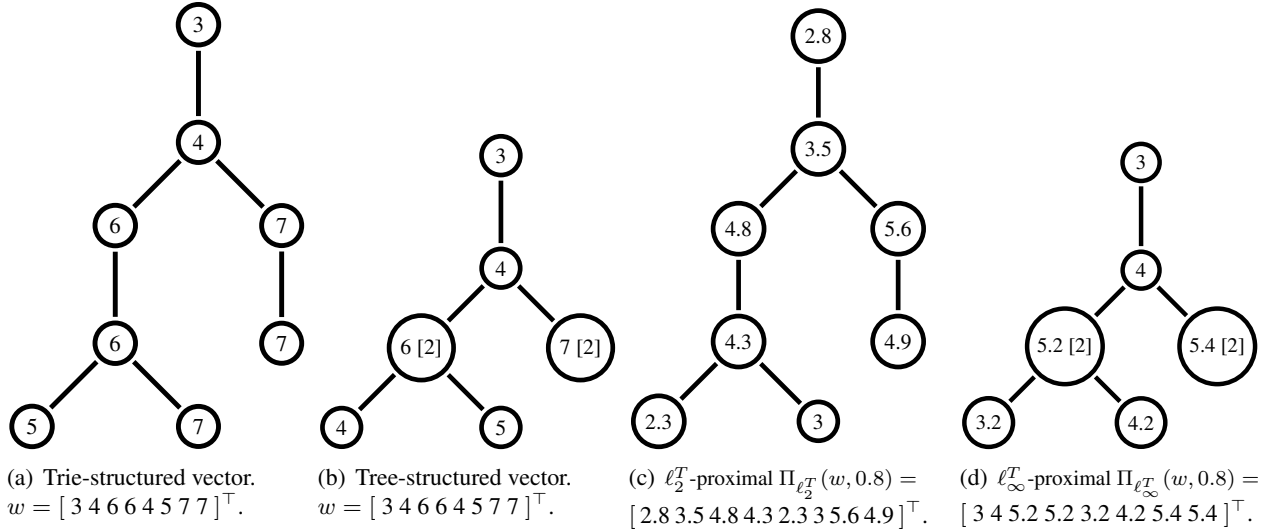 3
4
6 7
6 7
5 7
(a) Trie-structured vector.
w = [ 3 4 6 6 4 5 7 7 ]⊤.
3
4
6 [2] 7 [2]
4 5
(b) Tree-structured vector.
w = [ 3 4 6 6 4 5 7 7 ]⊤.
2.8
3.5
4.8 5.6
4.3 4.9
2.3 3
(c) ℓ₂ᵀ-proximal Π_{ℓ₂ᵀ}(w, 0.8) =
[ 2.8 3.5 4.8 4.3 2.3 3 5.6 4.9 ]⊤.
3
4
5.2 [2] 5.4 [2]
3.2 4.2
(d) ℓ∞ᵀ-proximal Π_{ℓ∞ᵀ}(w, 0.8) =
[ 3 4 5.2 5.2 3.2 4.2 5.4 5.4 ]⊤.